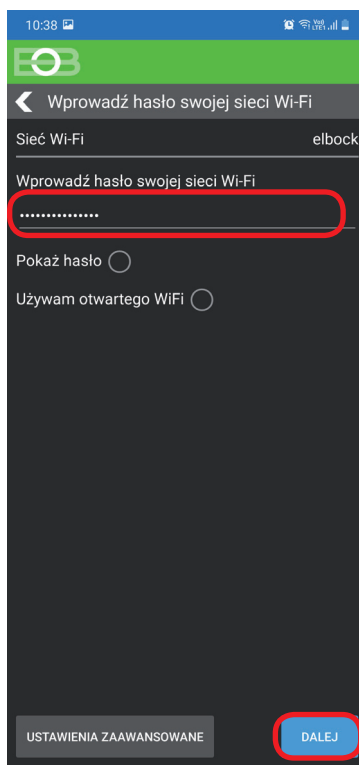 10:38
EOB
Wprowadź hasło swojej sieci Wi-Fi
Sieć Wi-Fi elbock
Wprowadź hasło swojej sieci Wi-Fi
•••••••••••••••
Pokaż hasło
Używam otwartego WiFi
USTAWIENIA ZAAWANSOWANE DALEJ